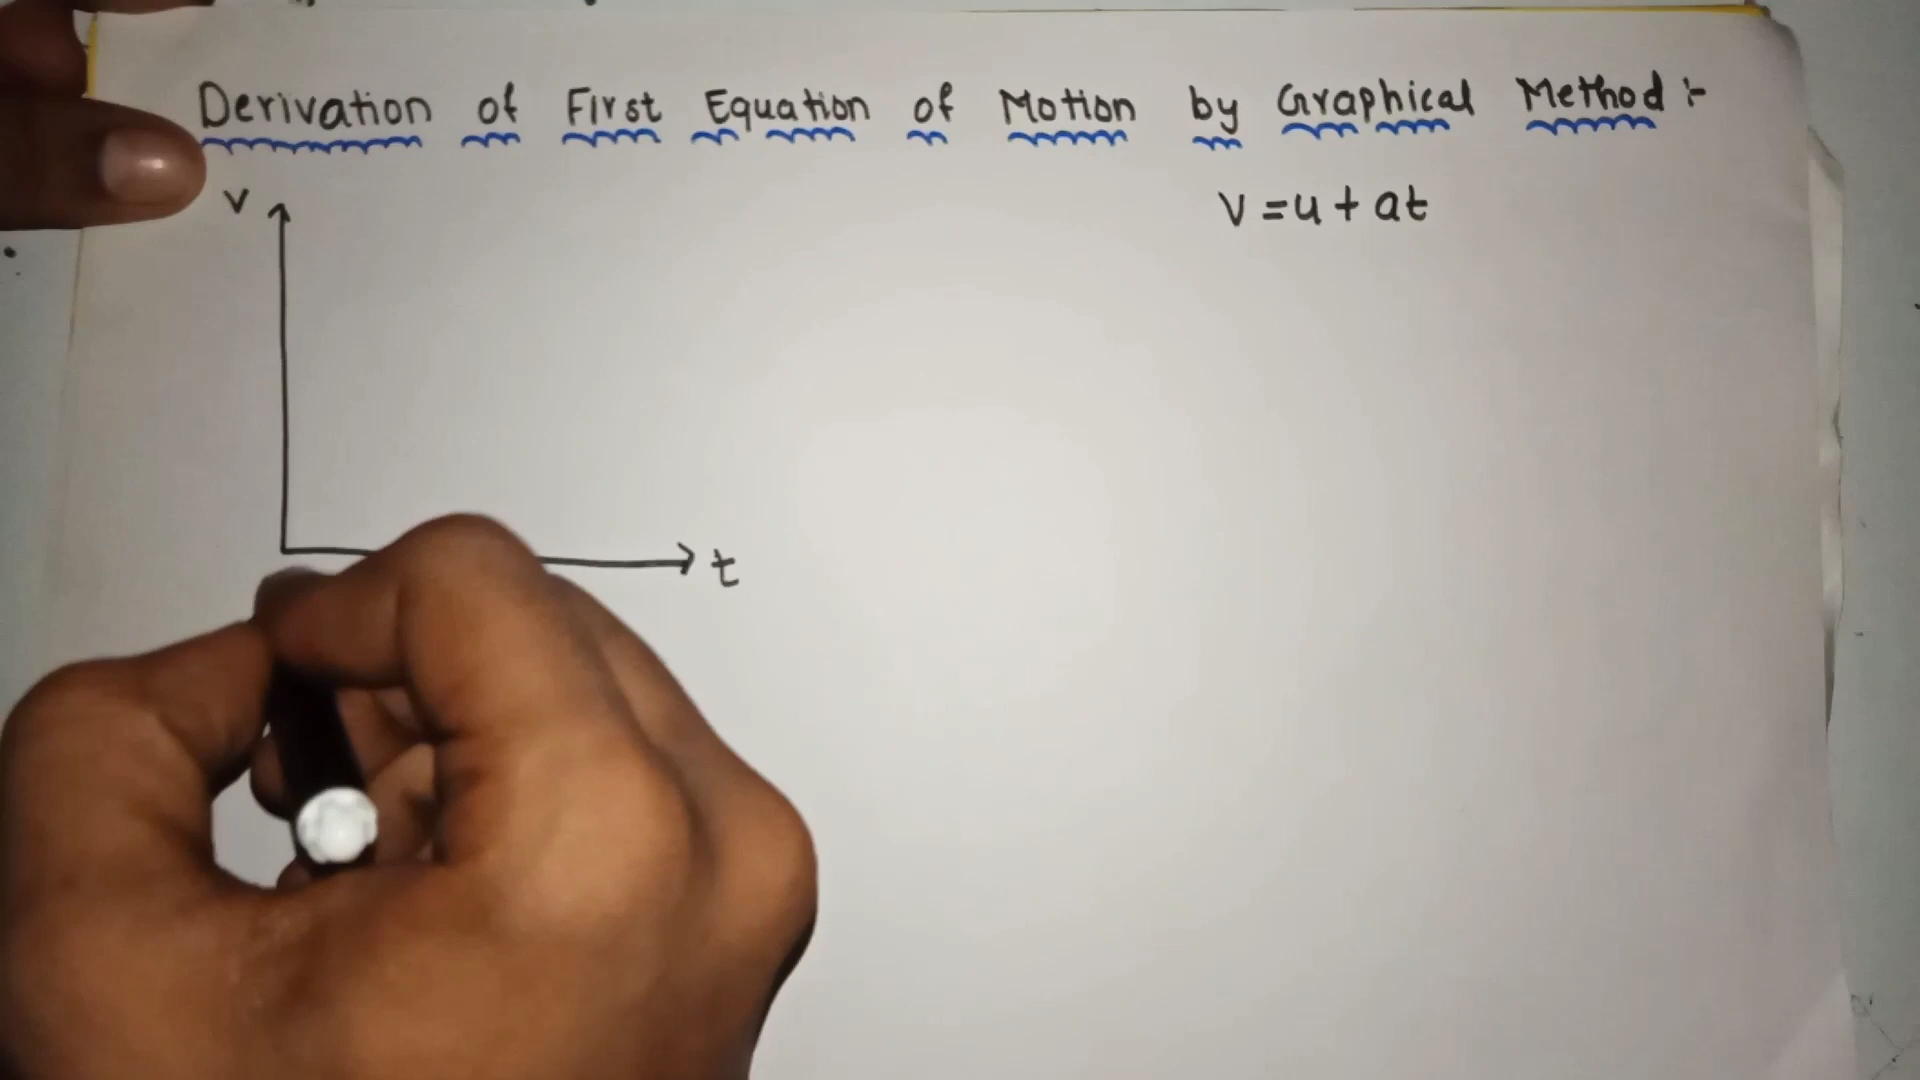 Derivation of First Equation of Motion by Graphical Method :-
v
v = u + at
t